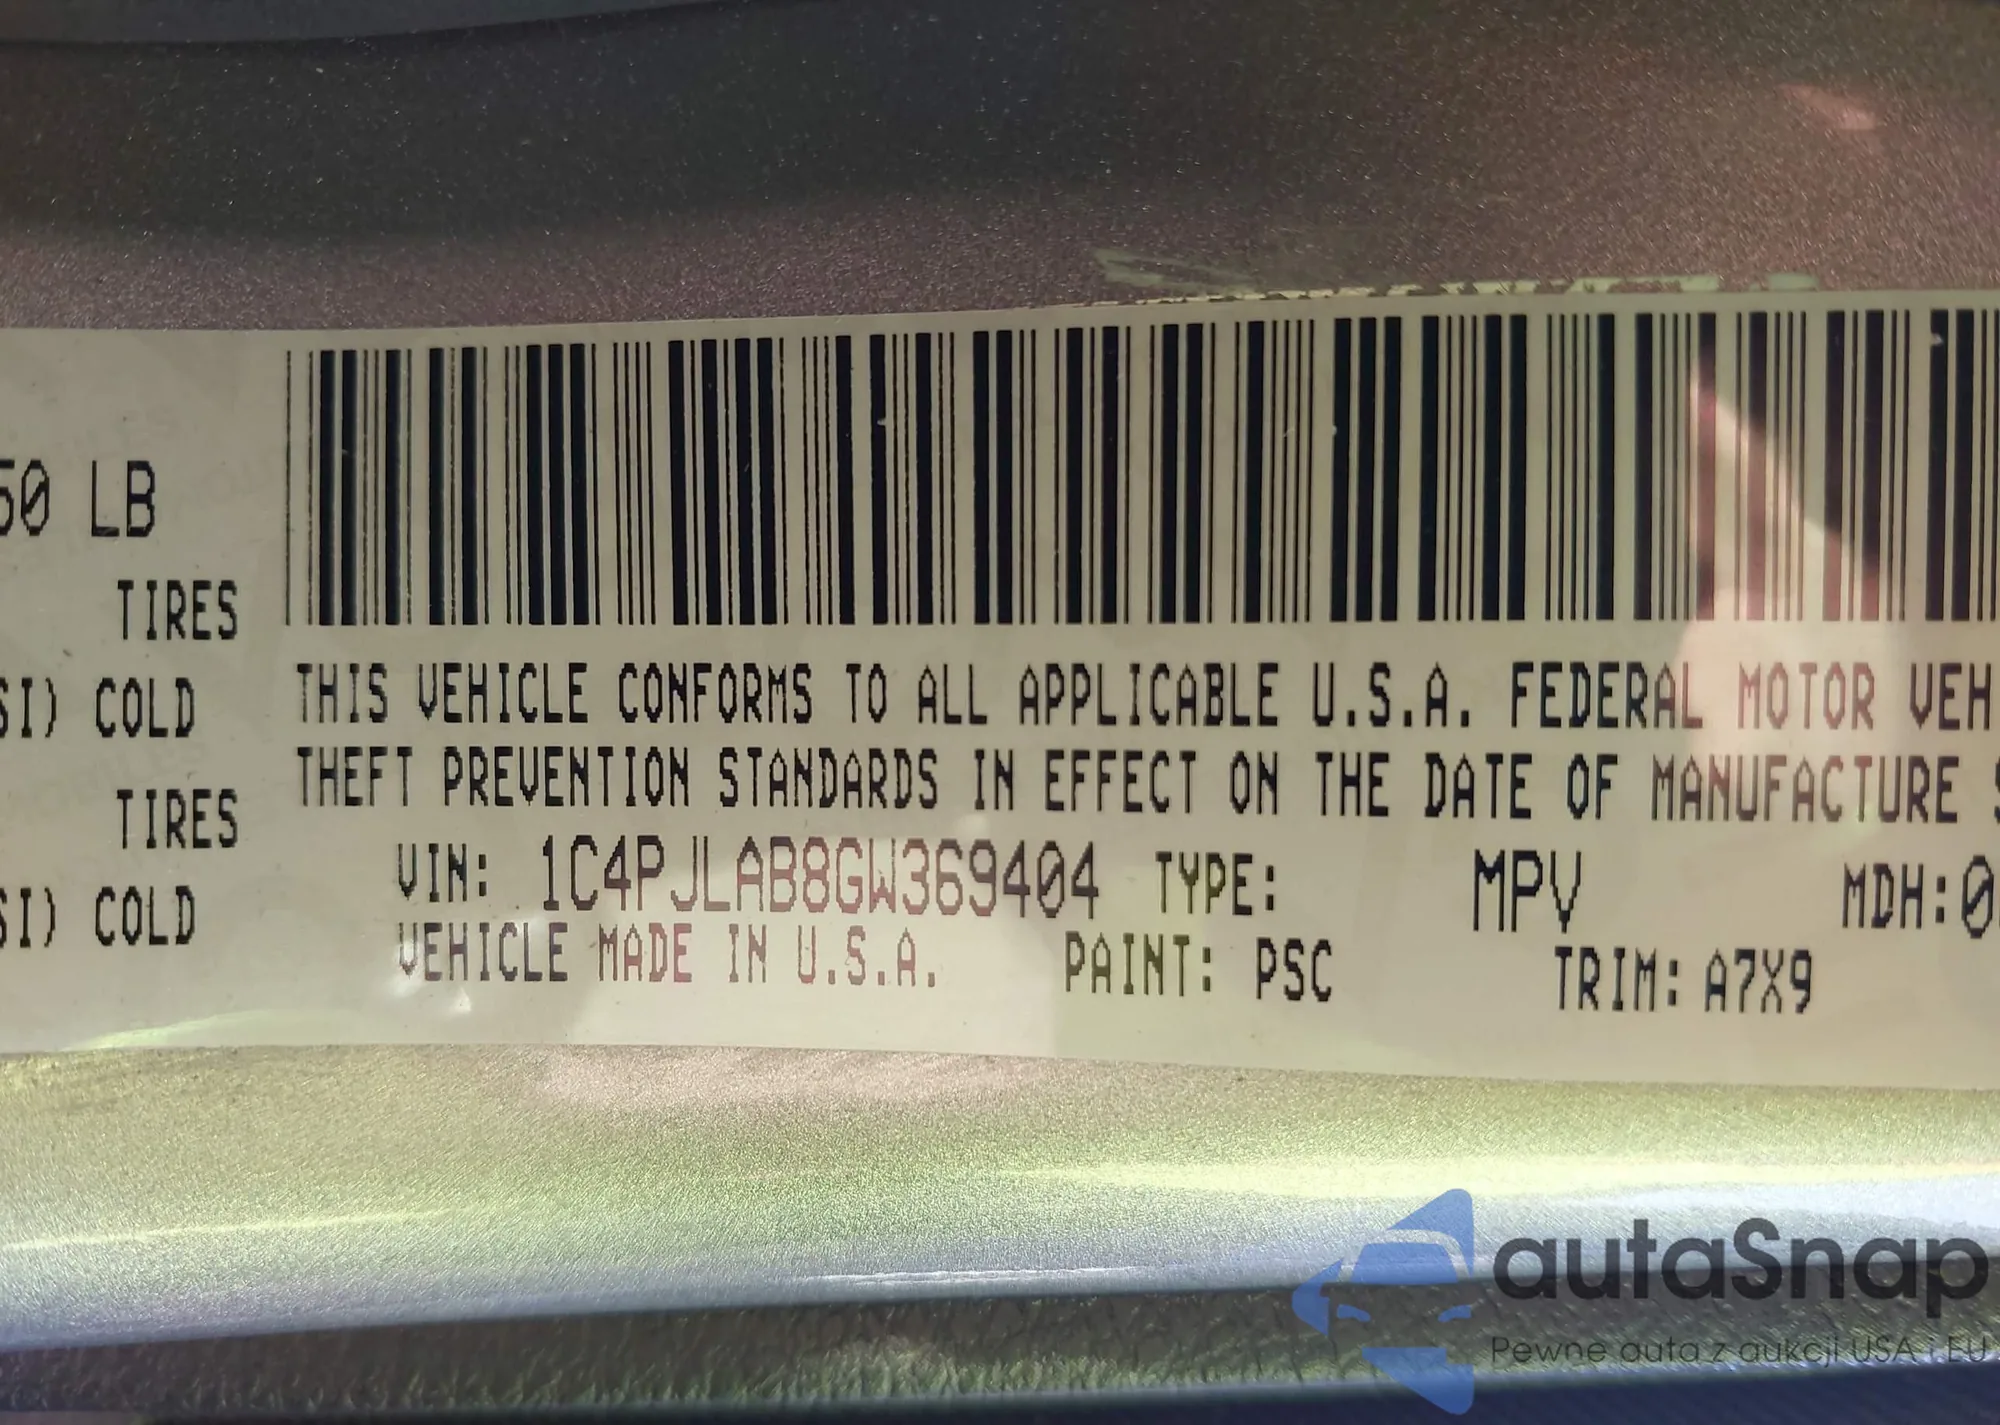 50 LB
TIRES
SI) COLD
TIRES
SI) COLD
THIS VEHICLE CONFORMS TO ALL APPLICABLE U.S.A. FEDERAL MOTOR VEH
THEFT PREVENTION STANDARDS IN EFFECT ON THE DATE OF MANUFACTURE S
VIN: 1C4PJLAB8GW369404 TYPE: MPV MDH:0
VEHICLE MADE IN U.S.A. PAINT: PSC TRIM: A7X9
autaSnap
Pewne auta z aukcji USA i EU